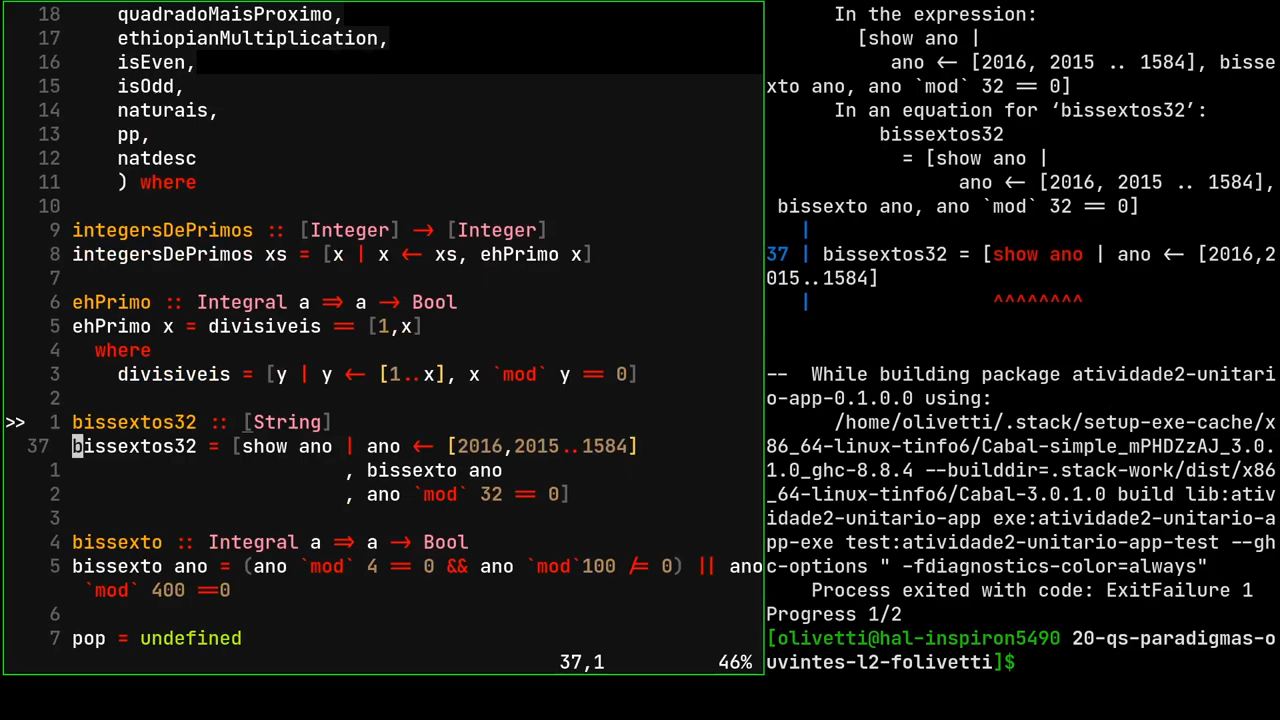 18     quadradoMaisProximo,
17     ethiopianMultiplication,
16     isEven,
15     isOdd,
14     naturais,
13     pp,
12     natdesc
11     ) where
10
9 integersDePrimos :: [Integer] → [Integer]
8 integersDePrimos xs = [x | x ← xs, ehPrimo x]
7
6 ehPrimo :: Integral a ⇒ a → Bool
5 ehPrimo x = divisiveis == [1,x]
4   where
3     divisiveis = [y | y ← [1..x], x `mod` y == 0]
2
>> 1 bissextos32 :: [String]
37 bissextos32 = [show ano | ano ← [2016,2015..1584]
1                         , bissexto ano
2                         , ano `mod` 32 == 0]
3
4 bissexto :: Integral a ⇒ a → Bool
5 bissexto ano = (ano `mod` 4 == 0 && ano `mod`100 /= 0) || ano
 `mod` 400 ==0
6
7 pop = undefined
37,1 46%
In the expression:
[show ano |
ano ← [2016, 2015 .. 1584], bisse
xto ano, ano `mod` 32 == 0]
In an equation for ‘bissextos32’:
bissextos32
= [show ano |
ano ← [2016, 2015 .. 1584],
bissexto ano, ano `mod` 32 == 0]
|
37 | bissextos32 = [show ano | ano ← [2016,2
015..1584]
| ^^^^^^^^
-- While building package atividade2-unitari
o-app-0.1.0.0 using:
/home/olivetti/.stack/setup-exe-cache/x
86_64-linux-tinfo6/Cabal-simple_mPHDZzAJ_3.0.
1.0_ghc-8.8.4 --builddir=.stack-work/dist/x86
_64-linux-tinfo6/Cabal-3.0.1.0 build lib:ativ
idade2-unitario-app exe:atividade2-unitario-a
pp-exe test:atividade2-unitario-app-test --gh
c-options " -fdiagnostics-color=always"
Process exited with code: ExitFailure 1
Progress 1/2
[olivetti@hal-inspiron5490 20-qs-paradigmas-o
uvintes-l2-folivetti]$